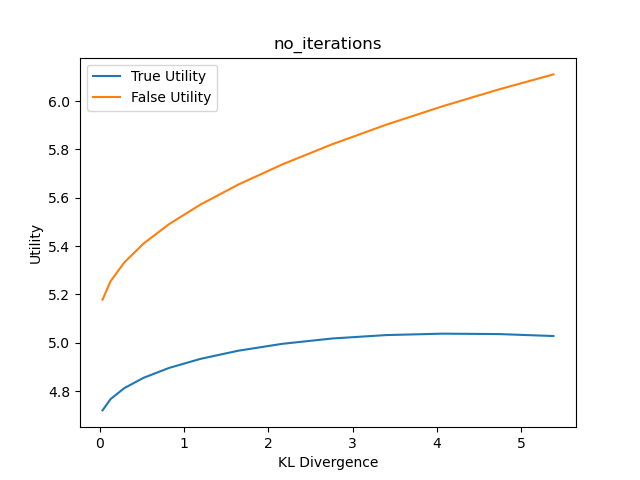 no_iterations
True Utility
False Utility
6.0
5.8
5.6
5.4
5.2
5.0
4.8
Utility
0 1 2 3 4 5
KL Divergence